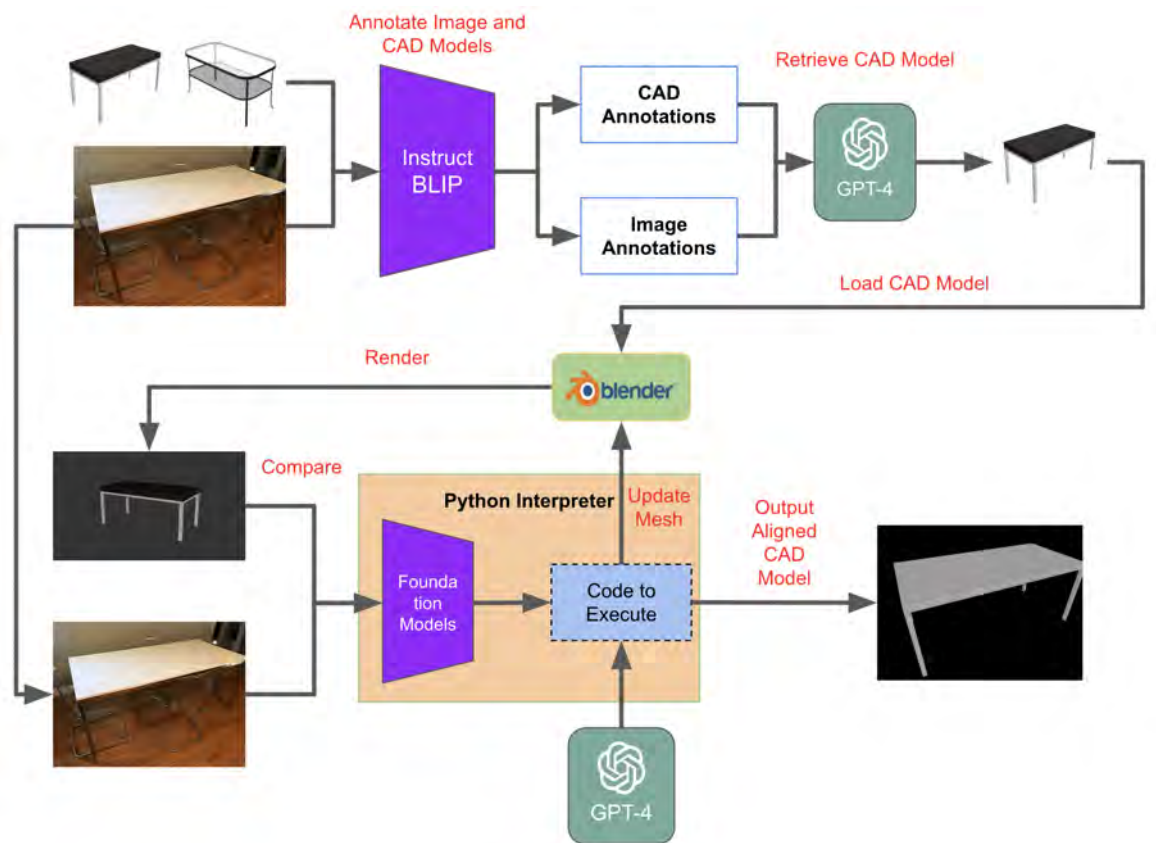 Annotate Image and
CAD Models
Retrieve CAD Model
CAD
Annotations
Instruct
BLIP
GPT-4
Image
Annotations
Load CAD Model
Render
blender
Compare
Python Interpreter
Update
Mesh
Output
Aligned
CAD
Model
Founda
tion
Models
Code to
Execute
GPT-4